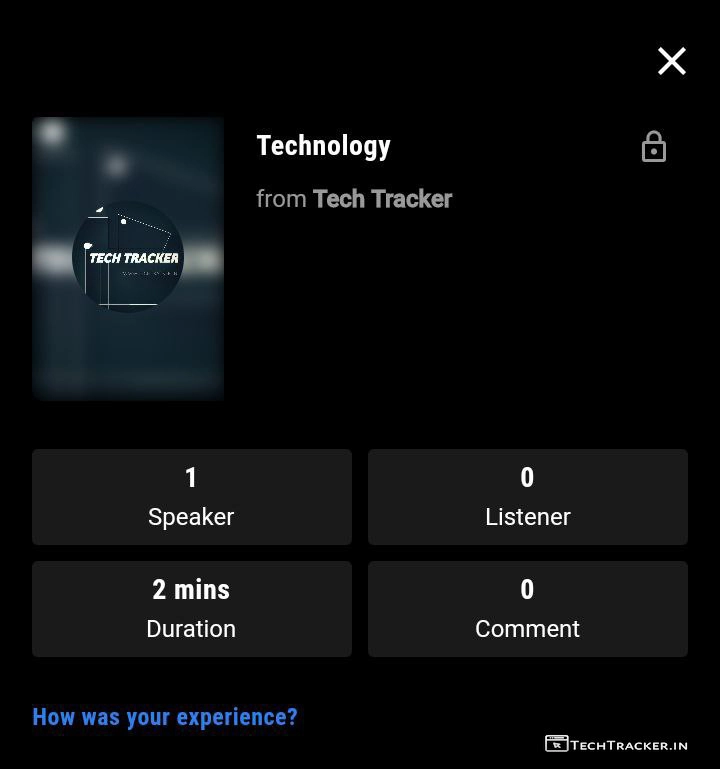 Technology
from Tech Tracker
TECH TRACKER
1
Speaker
0
Listener
2 mins
Duration
0
Comment
How was your experience?
TECHTRACKER.IN